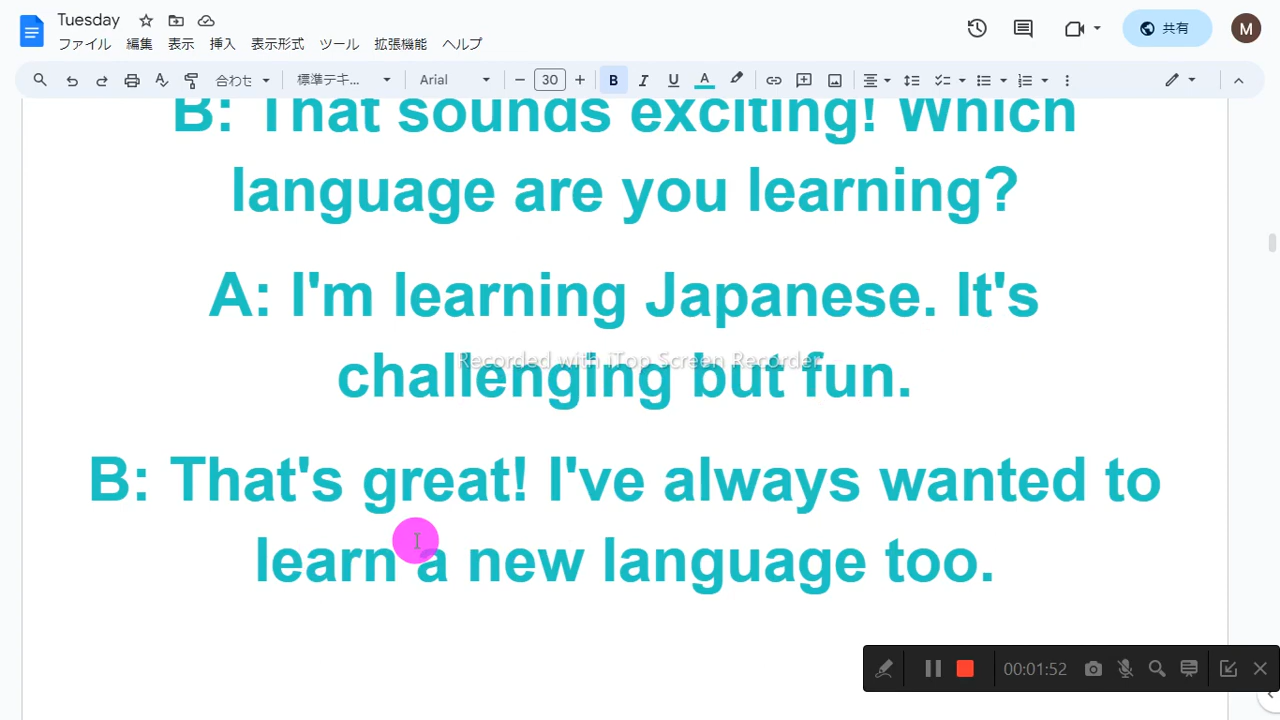 Tuesday
ファイル 編集 表示 挿入 表示形式 ツール 拡張機能 ヘルプ
共有 M
合わせ 標準テキ... Arial 30 B I U A
B: That sounds exciting! Which
language are you learning?
A: I'm learning Japanese. It's
Recorded with iTop Screen Recorder
challenging but fun.
B: That's great! I've always wanted to
learn a new language too.
00:01:52